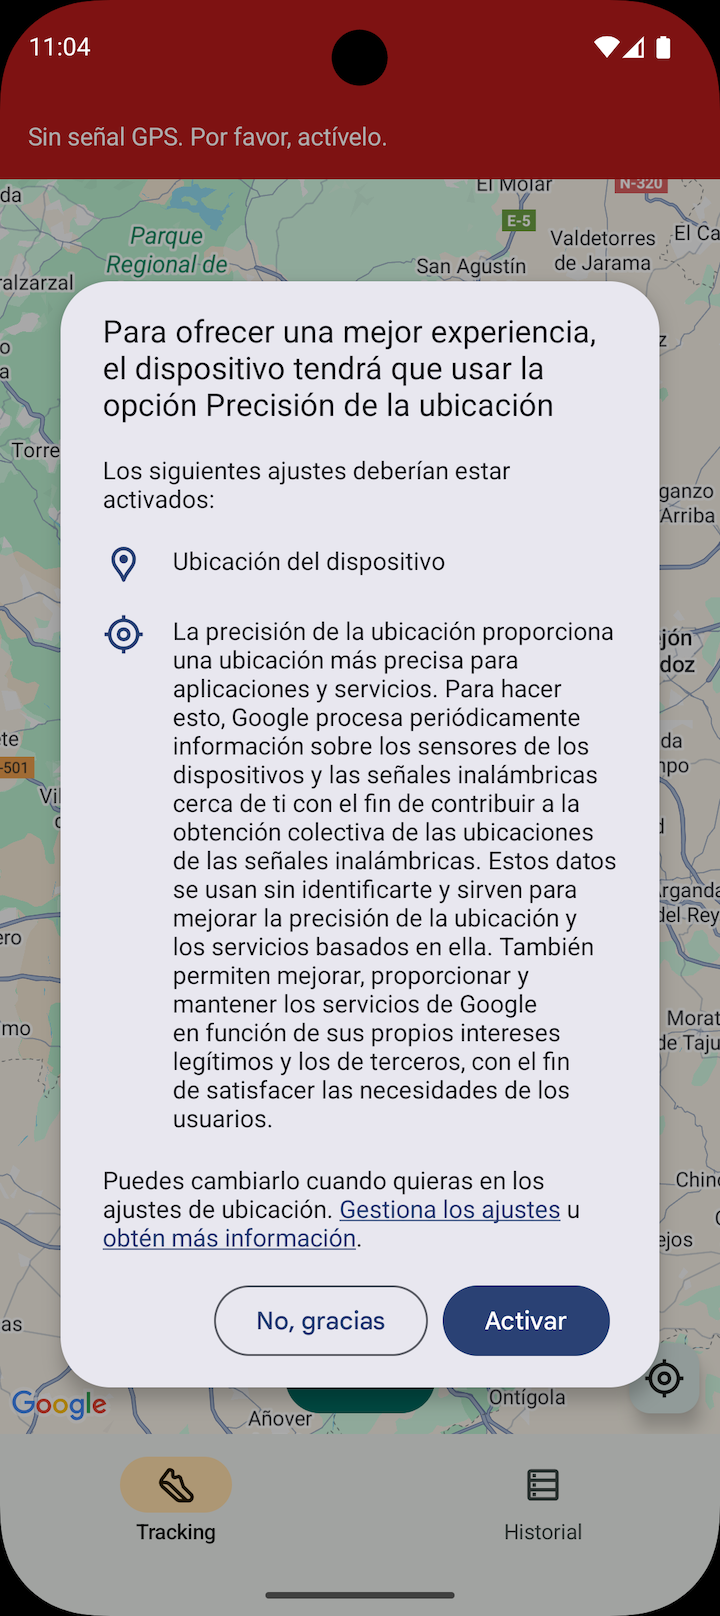 11:04
Sin señal GPS. Por favor, actívelo.
da
El Molar
N-320
E-5
Parque
Regional de
Valdetorres
de Jarama
El Ca
San Agustín
ralzarzal
Para ofrecer una mejor experiencia,
el dispositivo tendrá que usar la
opción Precisión de la ubicación
z
o
a
Torre
Los siguientes ajustes deberían estar
activados:
ganzo
Arriba
Ubicación del dispositivo
La precisión de la ubicación proporciona
una ubicación más precisa para
aplicaciones y servicios. Para hacer
esto, Google procesa periódicamente
información sobre los sensores de los
dispositivos y las señales inalámbricas
cerca de ti con el fin de contribuir a la
obtención colectiva de las ubicaciones
de las señales inalámbricas. Estos datos
se usan sin identificarte y sirven para
mejorar la precisión de la ubicación y
los servicios basados en ella. También
permiten mejorar, proporcionar y
mantener los servicios de Google
en función de sus propios intereses
legítimos y los de terceros, con el fin
de satisfacer las necesidades de los
usuarios.
jón
doz
ete
-501
Vil
da
mpo
d
rganda
del Rey
ero
mo
Morat
de Taju
Puedes cambiarlo cuando quieras en los
ajustes de ubicación. Gestiona los ajustes u
obtén más información.
Chinc
ejos
No, gracias
Activar
as
Google
Añover
Ontígola
Tracking
Historial